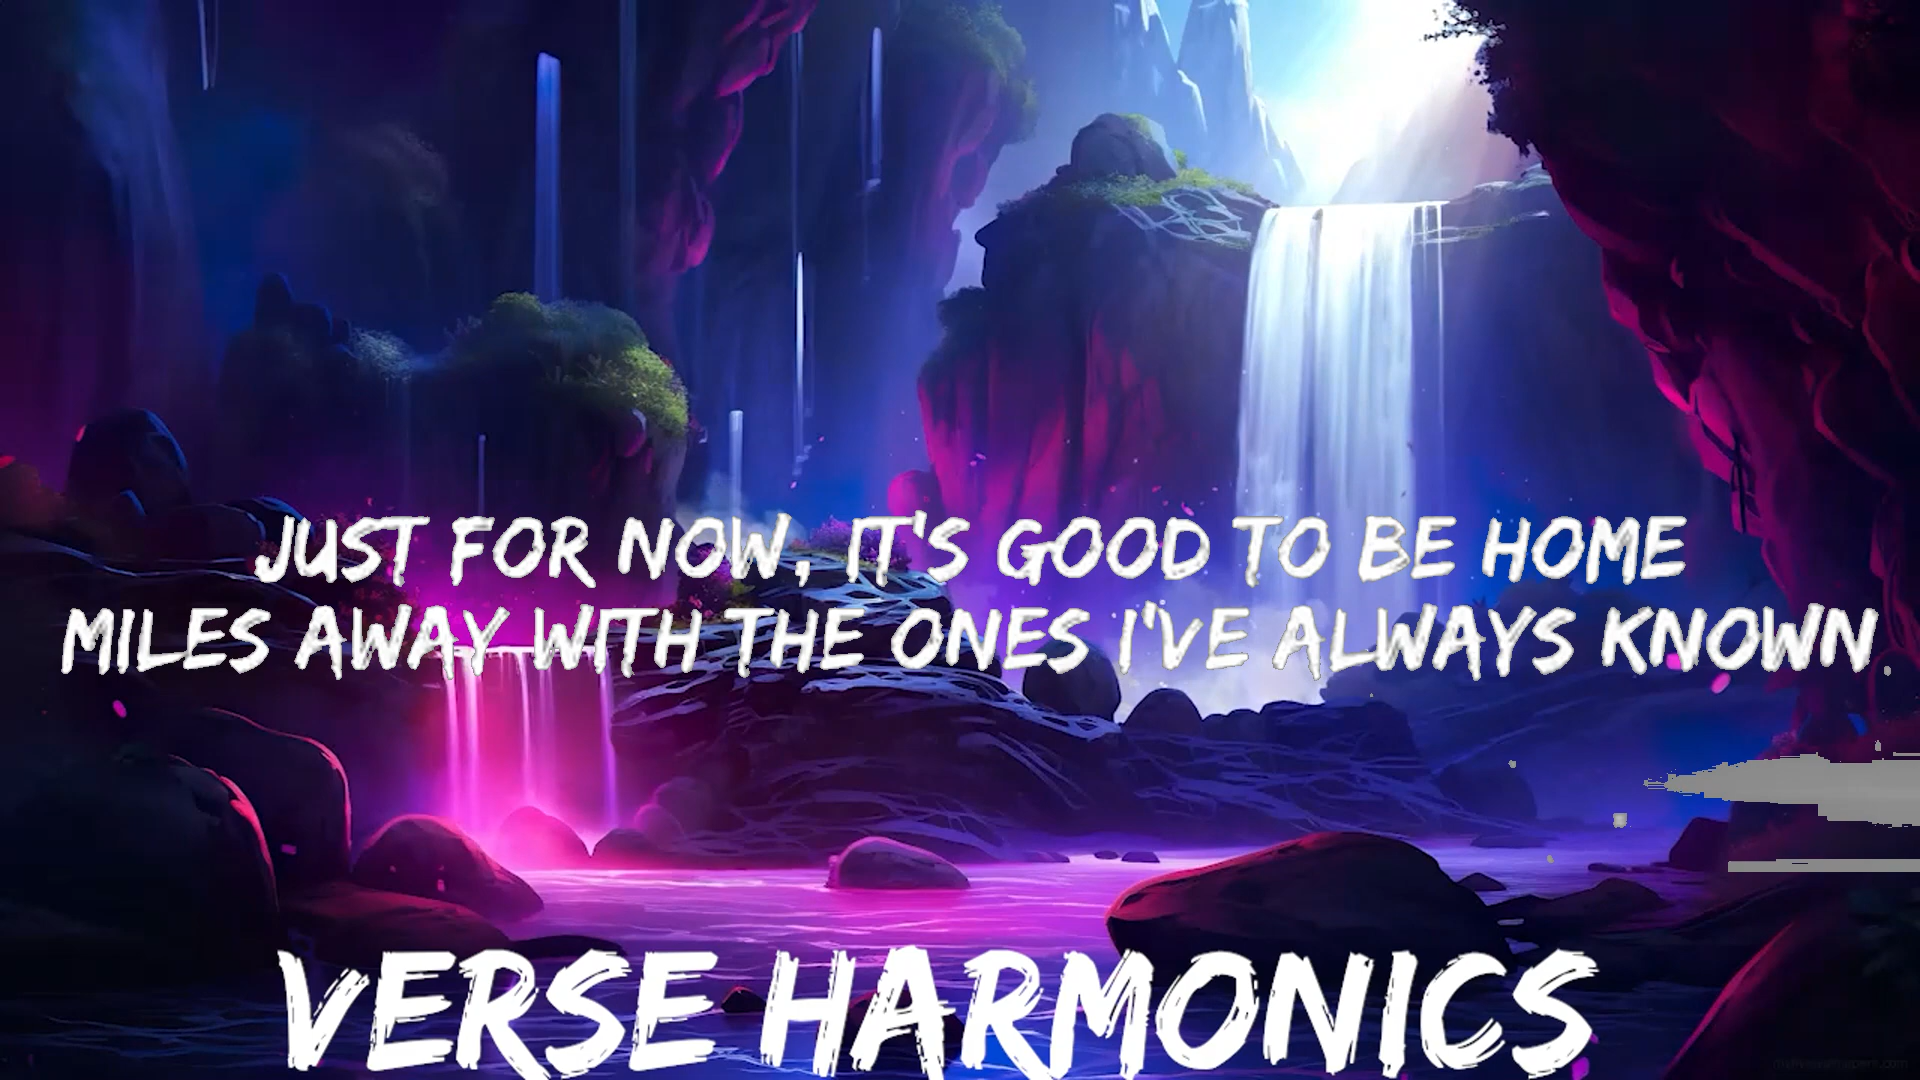 JUST FOR NOW, IT'S GOOD TO BE HOME
MILES AWAY WITH THE ONES I'VE ALWAYS KNOWN
VERSE HARMONICS